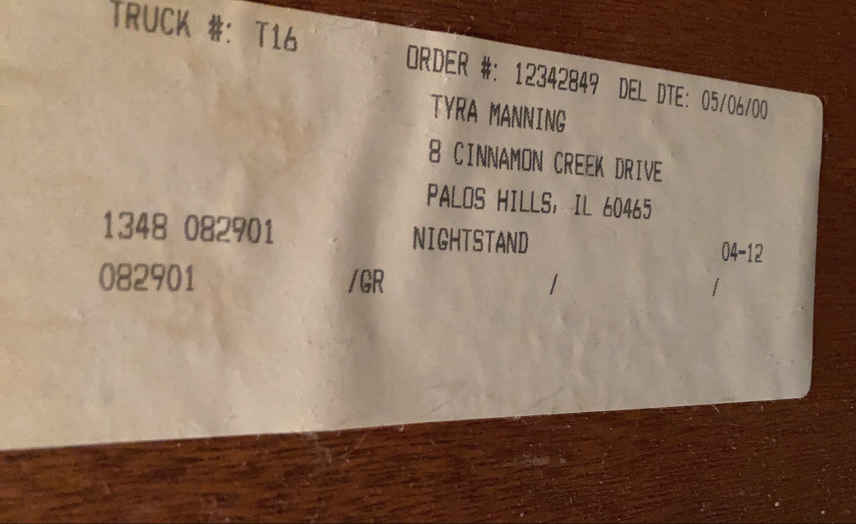 TRUCK #: T16
ORDER #: 12342849 DEL DTE: 05/06/00
TYRA MANNING
8 CINNAMON CREEK DRIVE
PALOS HILLS, IL 60465
1348 082901 NIGHTSTAND 04-12
082901 /GR / /